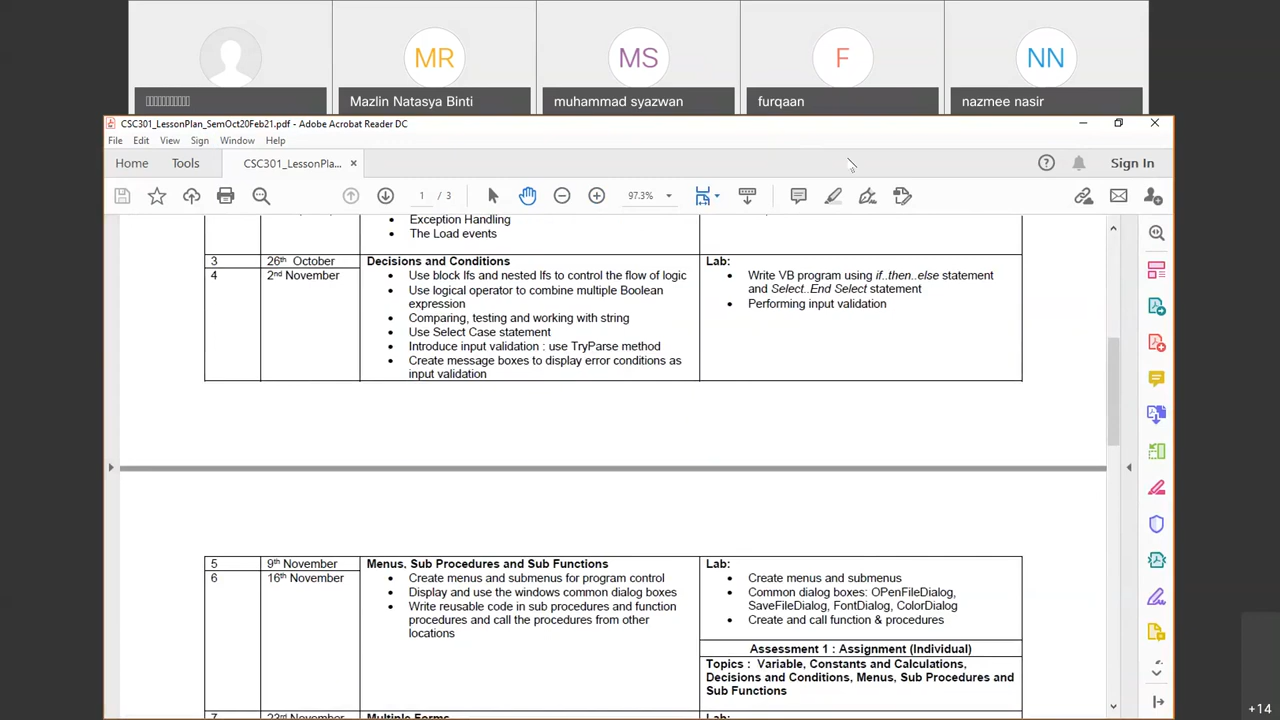 MR
MS
F
NN
Mazlin Natasya Binti
muhammad syazwan
furqaan
nazmee nasir
CSC301_LessonPlan_SemOct20Feb21.pdf - Adobe Acrobat Reader DC
File Edit View Sign Window Help
Home Tools CSC301_LessonPla... × Sign In
1 / 3 97.3%
• Exception Handling
• The Load events
3 26th October Decisions and Conditions Lab:
4 2nd November • Use block Ifs and nested Ifs to control the flow of logic • Write VB program using if..then..else statement
• Use logical operator to combine multiple Boolean and Select..End Select statement
expression • Performing input validation
• Comparing, testing and working with string
• Use Select Case statement
• Introduce input validation : use TryParse method
• Create message boxes to display error conditions as
input validation
5 9th November Menus, Sub Procedures and Sub Functions Lab:
6 16th November • Create menus and submenus for program control • Create menus and submenus
• Display and use the windows common dialog boxes • Common dialog boxes: OPenFileDialog,
• Write reusable code in sub procedures and function SaveFileDialog, FontDialog, ColorDialog
procedures and call the procedures from other • Create and call function & procedures
locations
Assessment 1 : Assignment (Individual)
Topics : Variable, Constants and Calculations,
Decisions and Conditions, Menus, Sub Procedures and
Sub Functions
7 23rd November Multiple Forms Lab:
+14